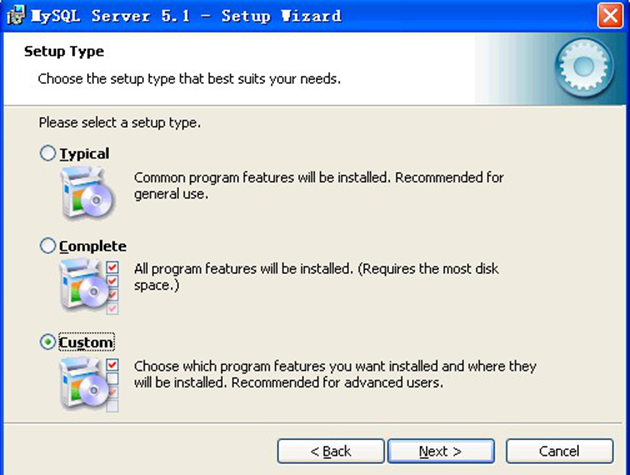 MySQL Server 5.1 - Setup Wizard
Setup Type
Choose the setup type that best suits your needs.
Please select a setup type.
Typical
Common program features will be installed. Recommended for
general use.
Complete
All program features will be installed. (Requires the most disk
space.)
Custom
Choose which program features you want installed and where they
will be installed. Recommended for advanced users.
< Back
Next >
Cancel